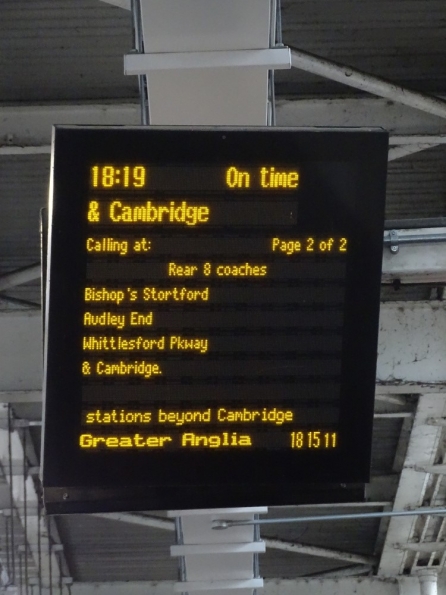 18:19 On time
& Cambridge
Calling at: Page 2 of 2
Rear 8 coaches
Bishop's Stortford
Audley End
Whittlesford Pkway
& Cambridge.
stations beyond Cambridge
Greater Anglia 18 15 11